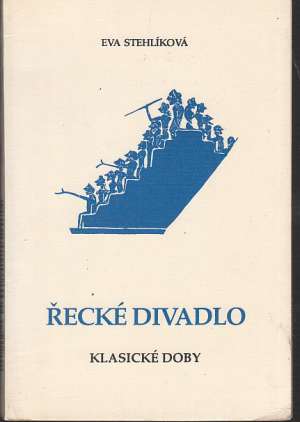 EVA STEHLÍKOVÁ
ŘECKÉ DIVADLO
KLASICKÉ DOBY